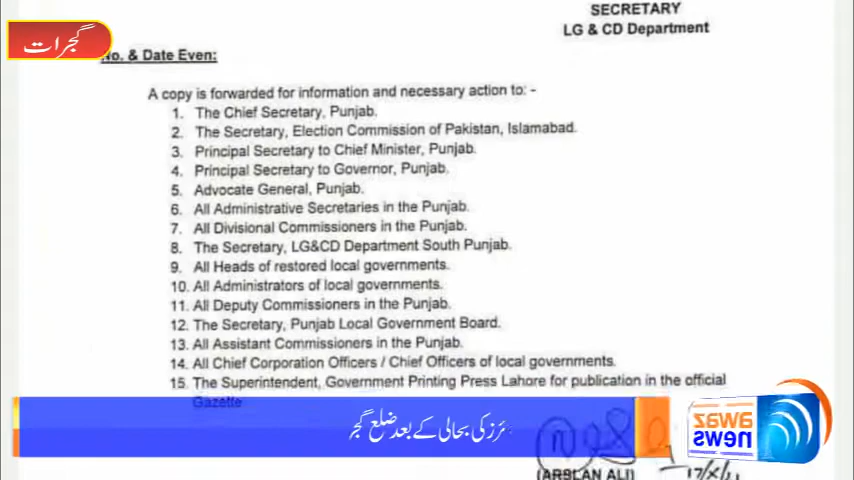 SECRETARY
LG & CD Department
گجرات
No. & Date Even:
A copy is forwarded for information and necessary action to: -
1. The Chief Secretary, Punjab.
2. The Secretary, Election Commission of Pakistan, Islamabad.
3. Principal Secretary to Chief Minister, Punjab.
4. Principal Secretary to Governor, Punjab.
5. Advocate General, Punjab.
6. All Administrative Secretaries in the Punjab.
7. All Divisional Commissioners in the Punjab.
8. The Secretary, LG&CD Department South Punjab.
9. All Heads of restored local governments.
10. All Administrators of local governments.
11. All Deputy Commissioners in the Punjab.
12. The Secretary, Punjab Local Government Board.
13. All Assistant Commissioners in the Punjab.
14. All Chief Corporation Officers / Chief Officers of local governments.
15. The Superintendent, Government Printing Press Lahore for publication in the official
Gazette
ئرز کی بحالی کے بعد ضلع گجر
awaz
news
(ARSLAN ALI)